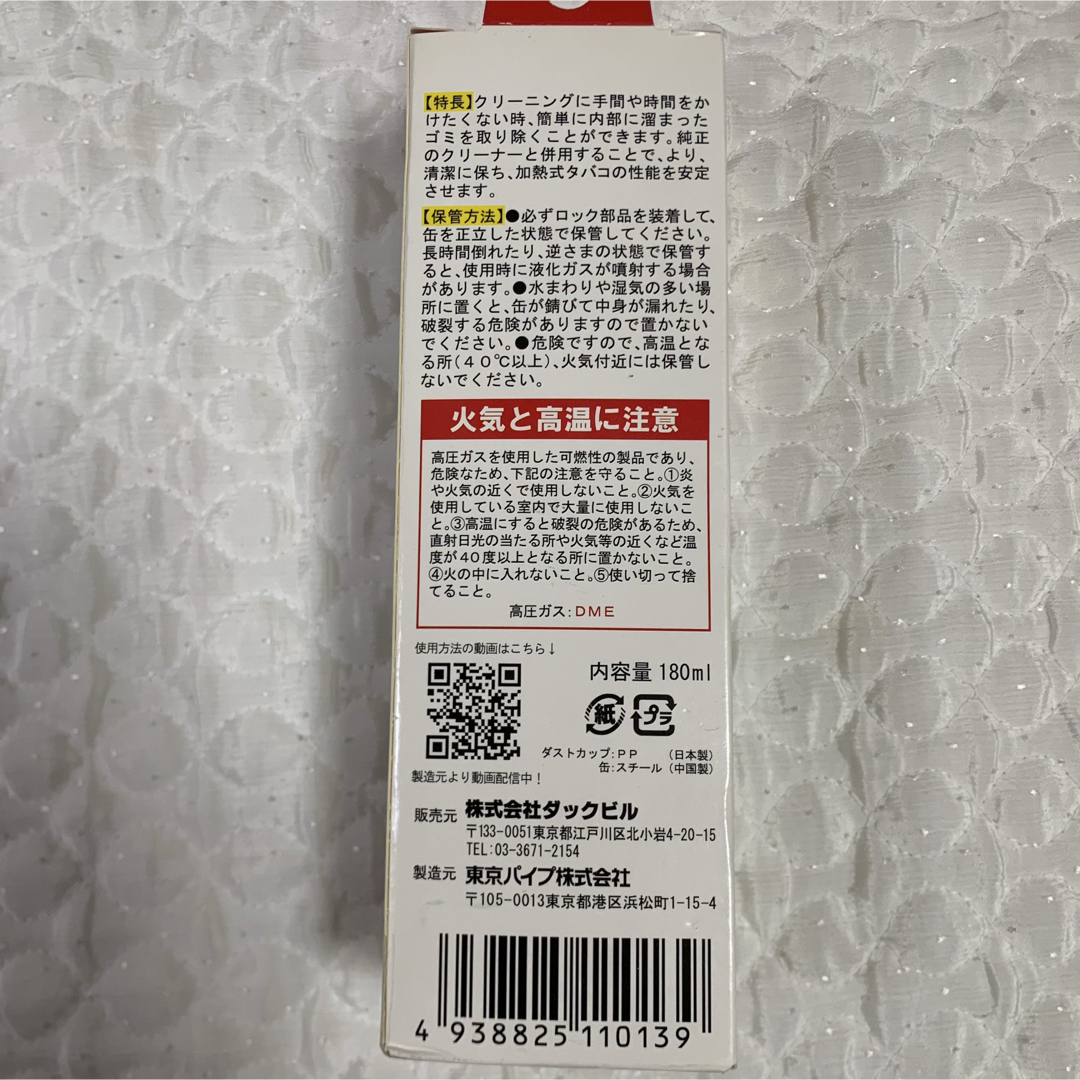 【特長】クリーニングに手間や時間をか
けたくない時、簡単に内部に溜まった
ゴミを取り除くことができます。純正
のクリーナーと併用することで、より、
清潔に保ち、加熱式タバコの性能を安定
させます。
【保管方法】●必ずロック部品を装着して、
缶を正立した状態で保管してください。
長時間倒れたり、逆さまの状態で保管す
ると、使用時に液化ガスが噴射する場合
があります。●水まわりや湿気の多い場
所に置くと、缶が錆びて中身が漏れたり、
破裂する危険がありますので置かない
でください。●危険ですので、高温とな
る所(40℃以上)、火気付近には保管し
ないでください。
火気と高温に注意
高圧ガスを使用した可燃性の製品であり、
危険なため、下記の注意を守ること。①炎
や火気の近くで使用しないこと。②火気を
使用している室内で大量に使用しないこ
と。③高温にすると破裂の危険があるため、
直射日光の当たる所や火気等の近くなど温
度が40度以上となる所に置かないこと。
④火の中に入れないこと。⑤使い切って捨
てること。
高圧ガス:DME
使用方法の動画はこちら↓
内容量 180ml
紙 プラ
ダストカップ:PP (日本製)
缶:スチール(中国製)
製造元より動画配信中!
販売元 株式会社ダックビル
〒133-0051東京都江戸川区北小岩4-20-15
TEL:03-3671-2154
製造元 東京パイプ株式会社
〒105-0013東京都港区浜松町1-15-4
4 938825 110139